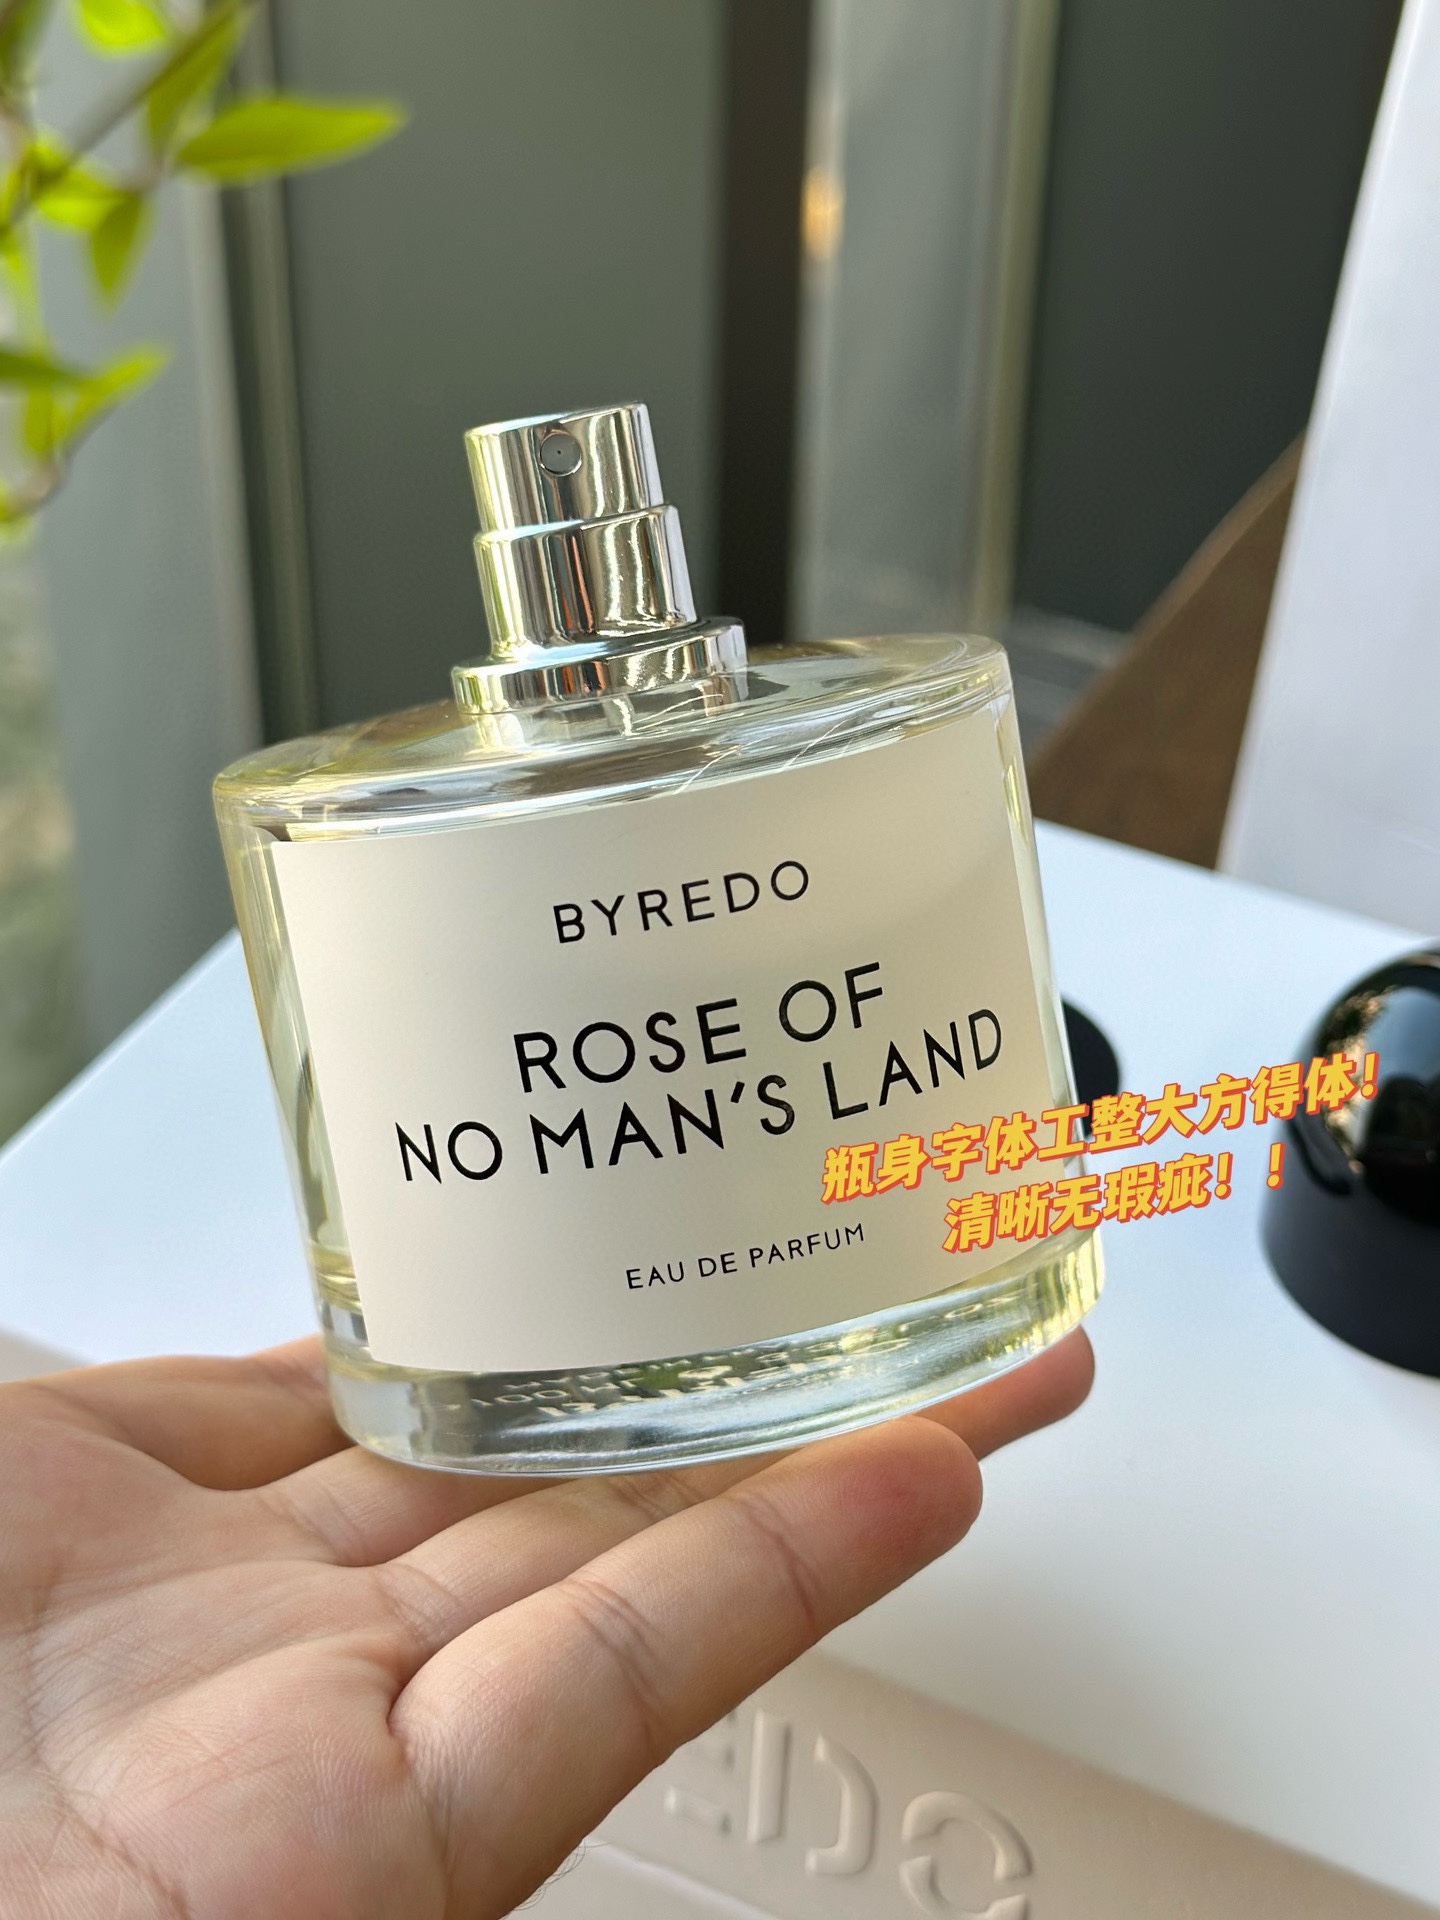 BYREDO
ROSE OF
NO MAN'S LAND
EAU DE PARFUM
瓶身字体工整大方得体！
清晰无瑕疵！！